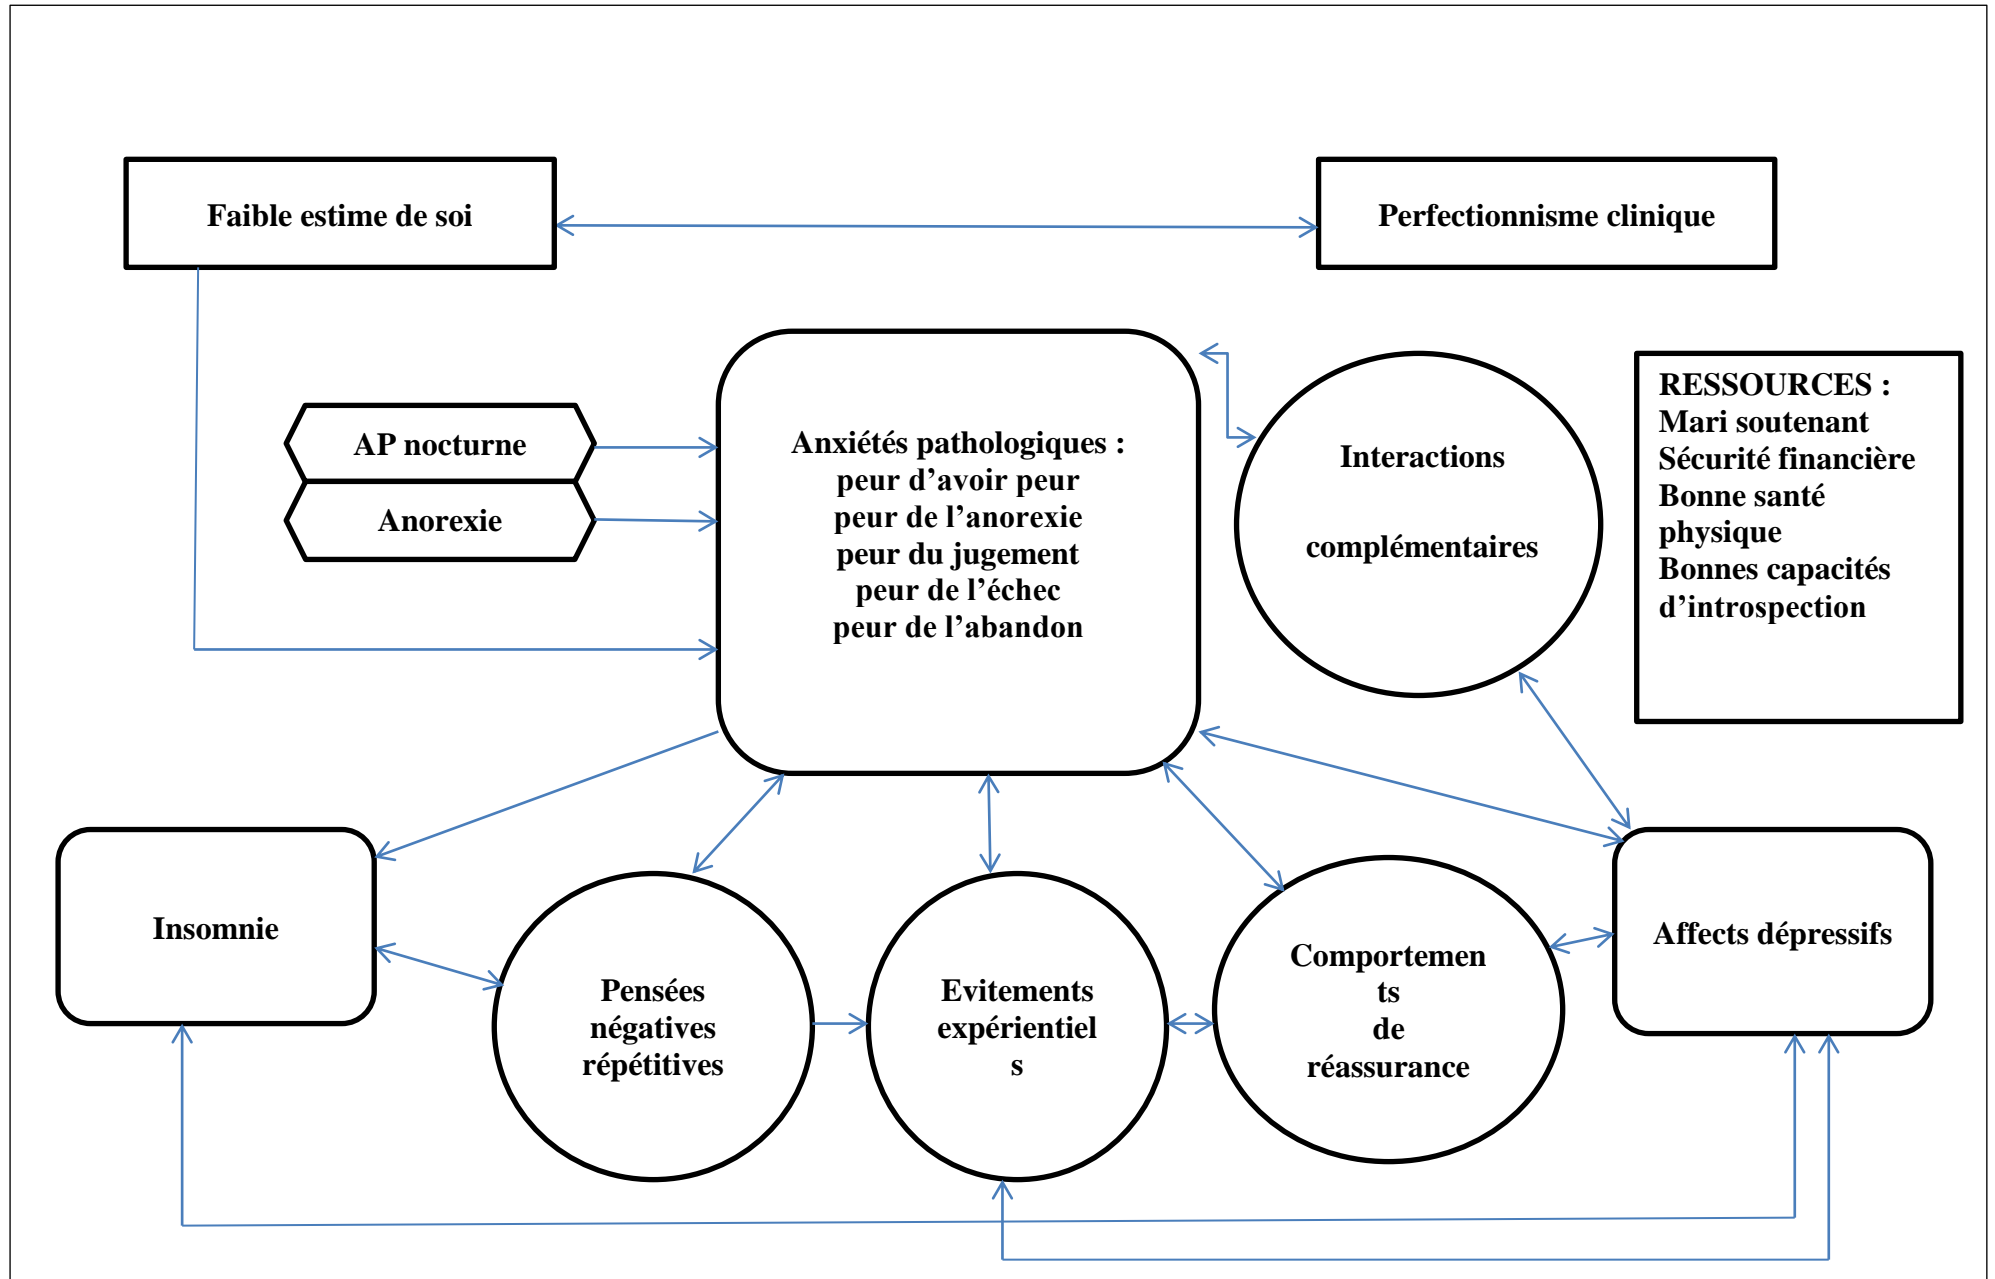 Faible estime de soi
Perfectionnisme clinique
AP nocturne
Anorexie
Anxiétés pathologiques :
peur d’avoir peur
peur de l’anorexie
peur du jugement
peur de l’échec
peur de l’abandon
Interactions
complémentaires
RESSOURCES :
Mari soutenant
Sécurité financière
Bonne santé
physique
Bonnes capacités
d’introspection
Insomnie
Pensées
négatives
répétitives
Evitements
expérientiel
s
Comportemen
ts
de
réassurance
Affects dépressifs